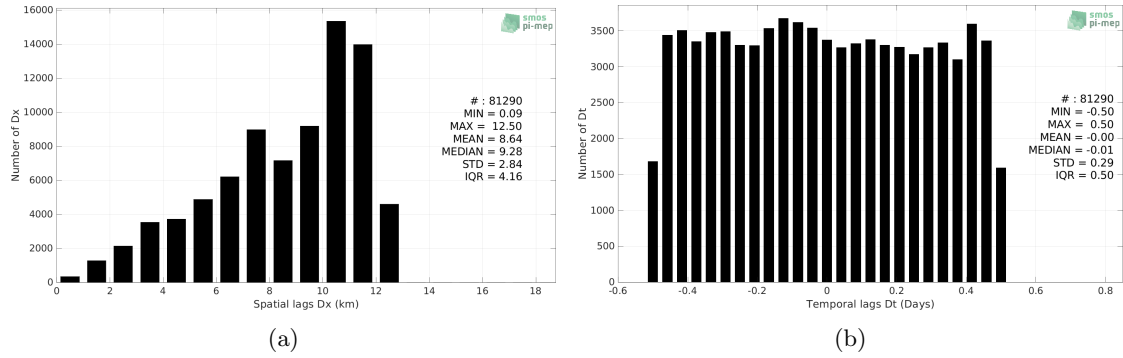 smos
pi-mep
16000
14000
12000
10000
8000
6000
4000
2000
0
Number of Dx
# : 81290
MIN = 0.09
MAX = 12.50
MEAN = 8.64
MEDIAN = 9.28
STD = 2.84
IQR = 4.16
0 2 4 6 8 10 12 14 16 18
Spatial lags Dx (km)
(a)
smos
pi-mep
3500
3000
2500
2000
1500
1000
500
0
Number of Dt
# : 81290
MIN = -0.50
MAX = 0.50
MEAN = -0.00
MEDIAN = -0.01
STD = 0.29
IQR = 0.50
-0.6 -0.4 -0.2 0 0.2 0.4 0.6 0.8
Temporal lags Dt (Days)
(b)